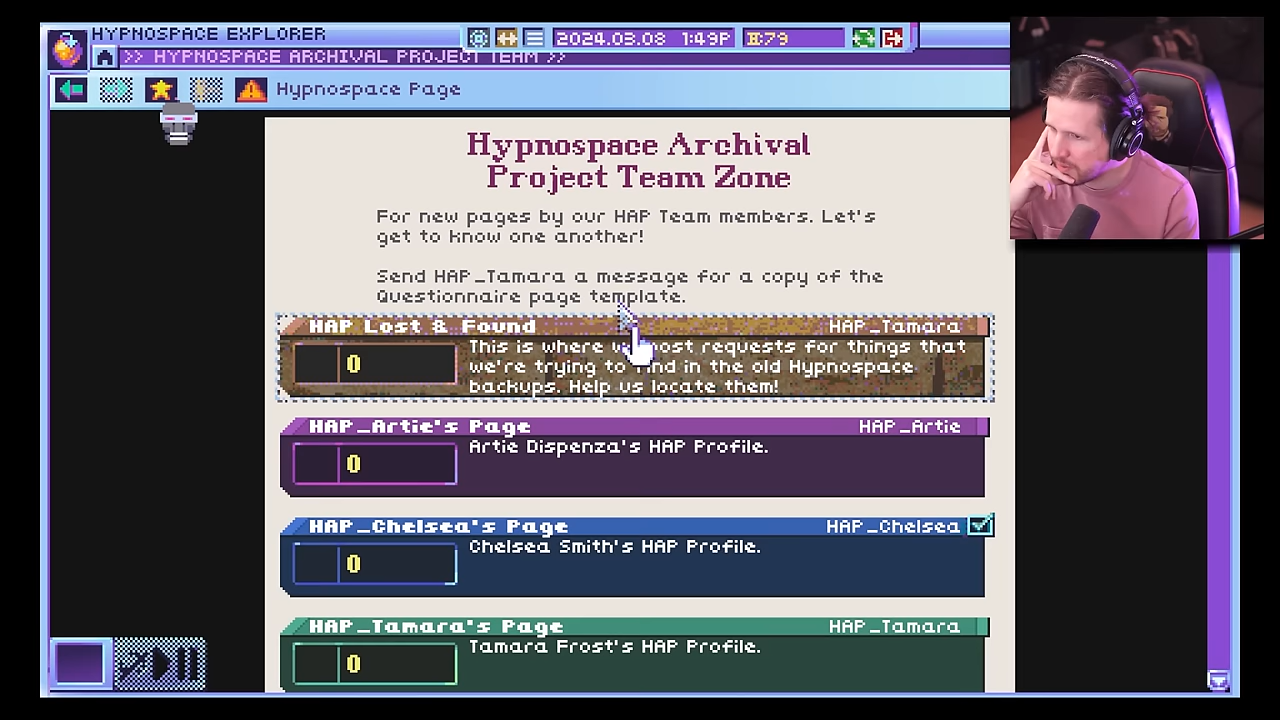 HYPNOSPACE EXPLORER
2024.03.08 1:49P
79
>> HYPNOSPACE ARCHIVAL PROJECT TEAM >>
Hypnospace Page
Hypnospace Archival
Project Team Zone
For new pages by our HAP Team members. Let's
get to know one another!
Send HAP_Tamara a message for a copy of the
Questionnaire page template.
HAP Lost & Found
HAP_Tamara
0
This is where most requests for things that
we're trying to find in the old Hypnospace
backups. Help us locate them!
HAP_Artie's Page
HAP_Artie
0
Artie Dispenza's HAP Profile.
HAP_Chelsea's Page
HAP_Chelsea
0
Chelsea Smith's HAP Profile.
HAP_Tamara's Page
HAP_Tamara
0
Tamara Frost's HAP Profile.